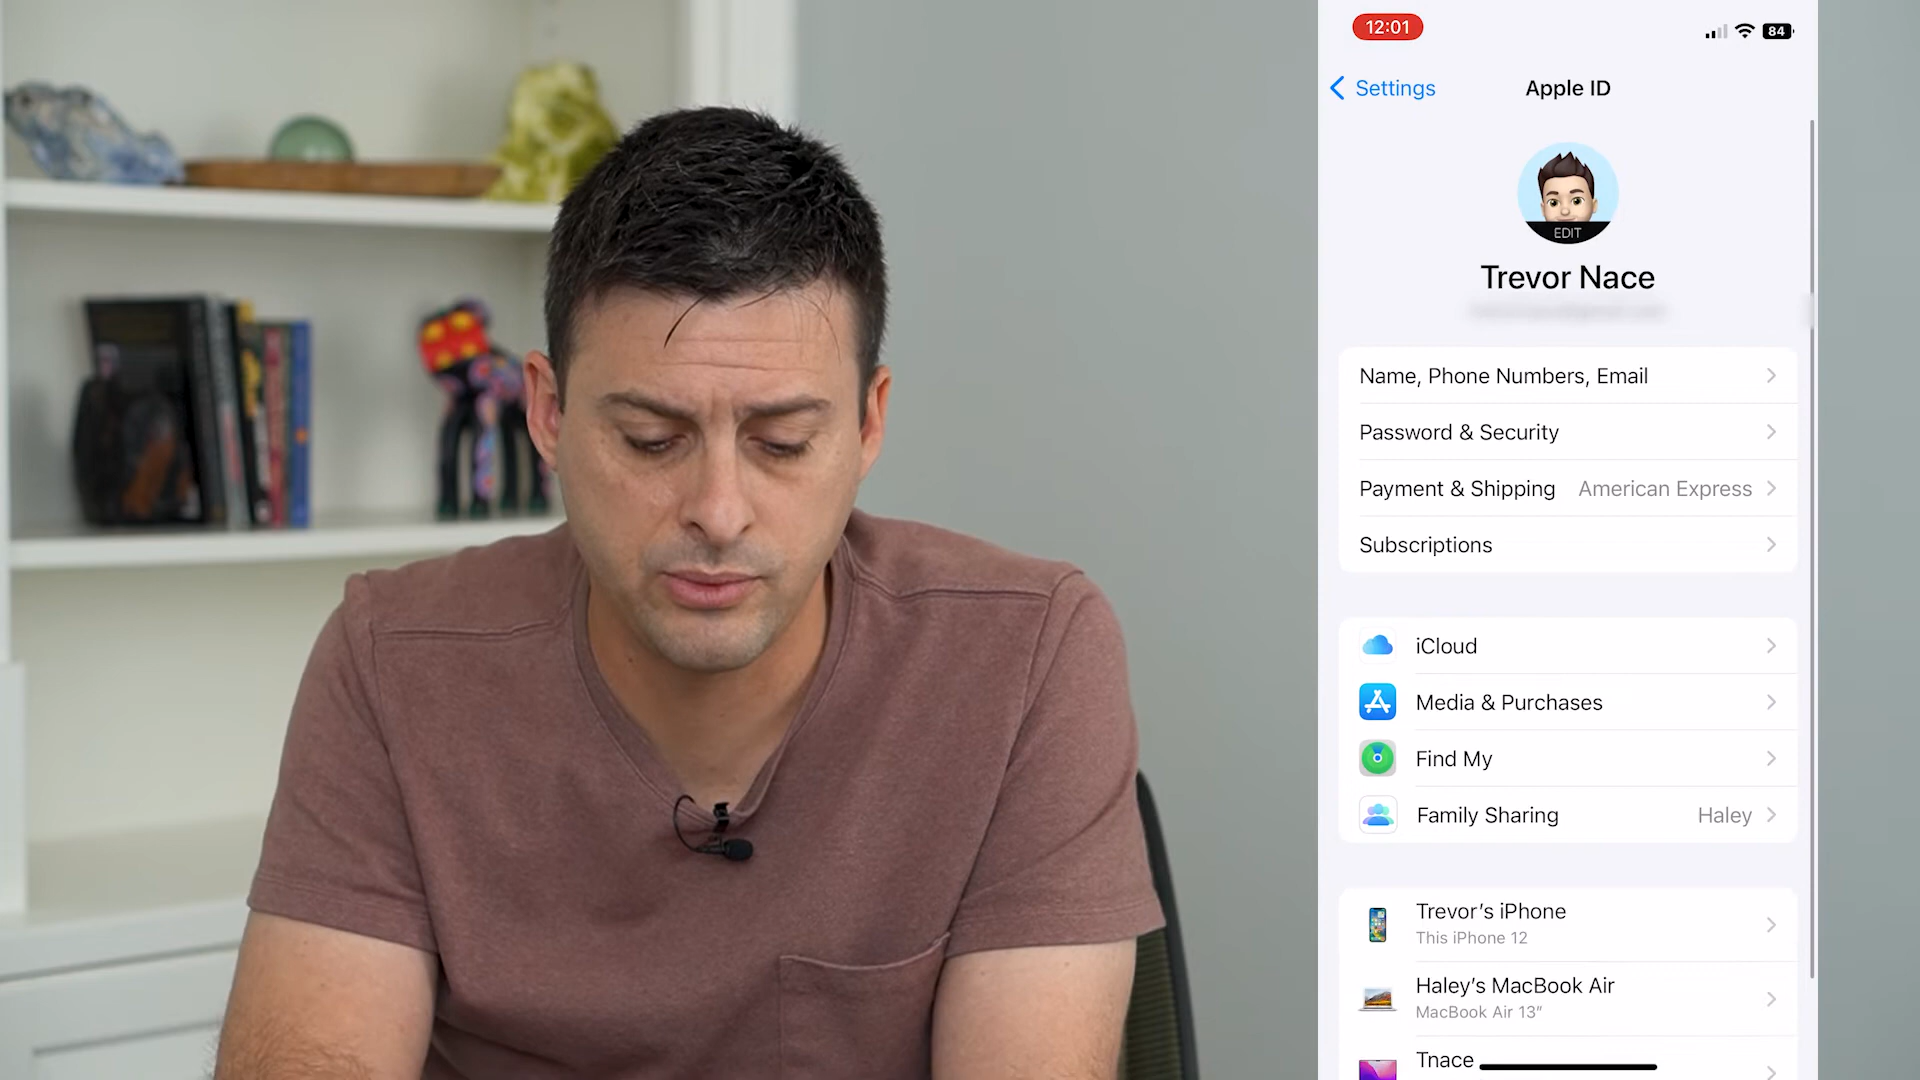 12:01
84
Settings
Apple ID
EDIT
Trevor Nace
Name, Phone Numbers, Email
Password & Security
Payment & Shipping American Express
Subscriptions
iCloud
Media & Purchases
Find My
Family Sharing Haley
Trevor’s iPhone
This iPhone 12
Haley’s MacBook Air
MacBook Air 13”
Tnace